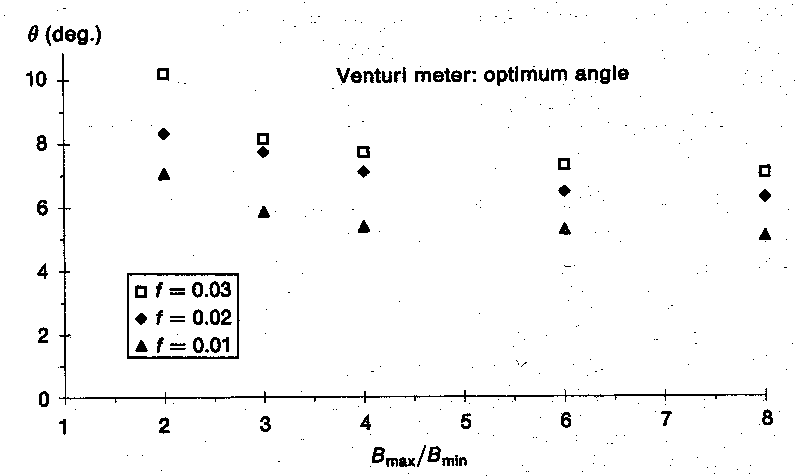 θ (deg.)
Venturi meter: optimum angle
10
8
6
4
2
0
f = 0.03
f = 0.02
f = 0.01
1 2 3 4 5 6 7 8
Bmax/Bmin